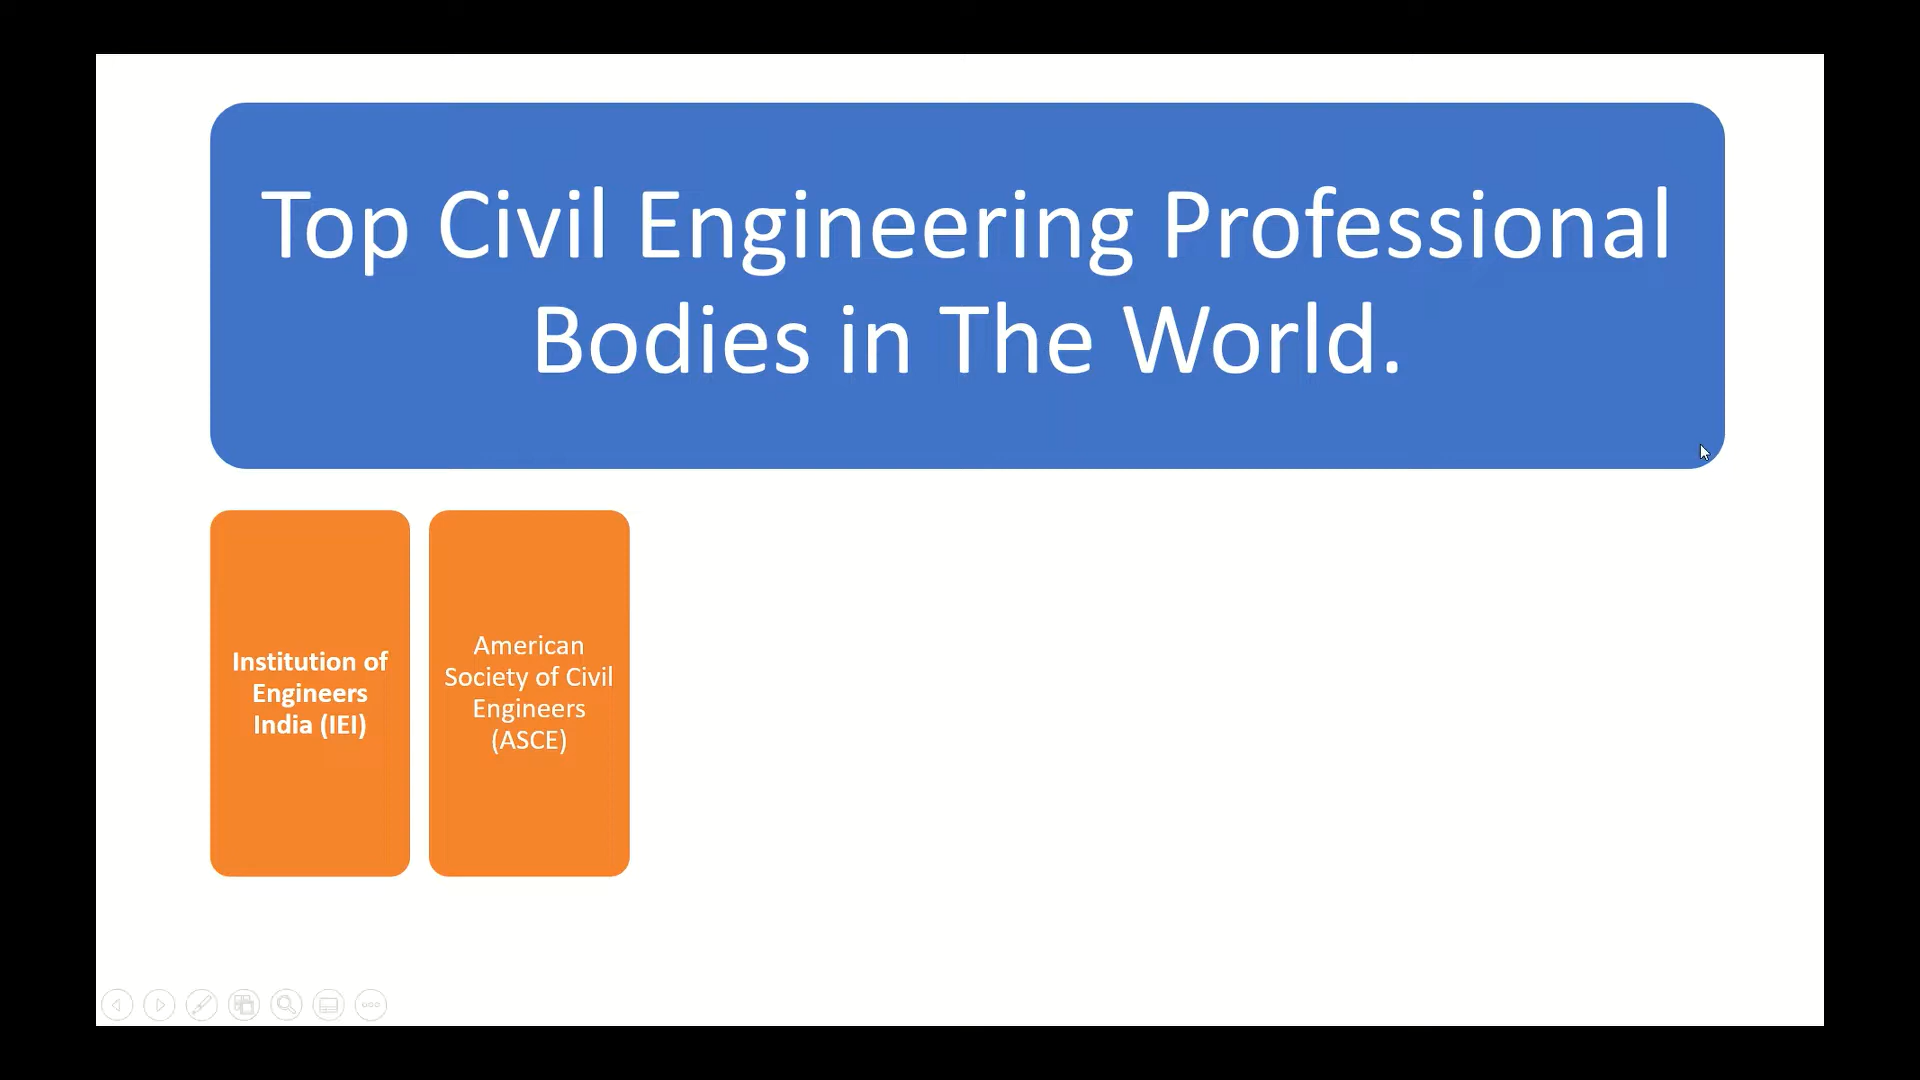 Top Civil Engineering Professional
Bodies in The World.
Institution of
Engineers
India (IEI)
American
Society of Civil
Engineers
(ASCE)